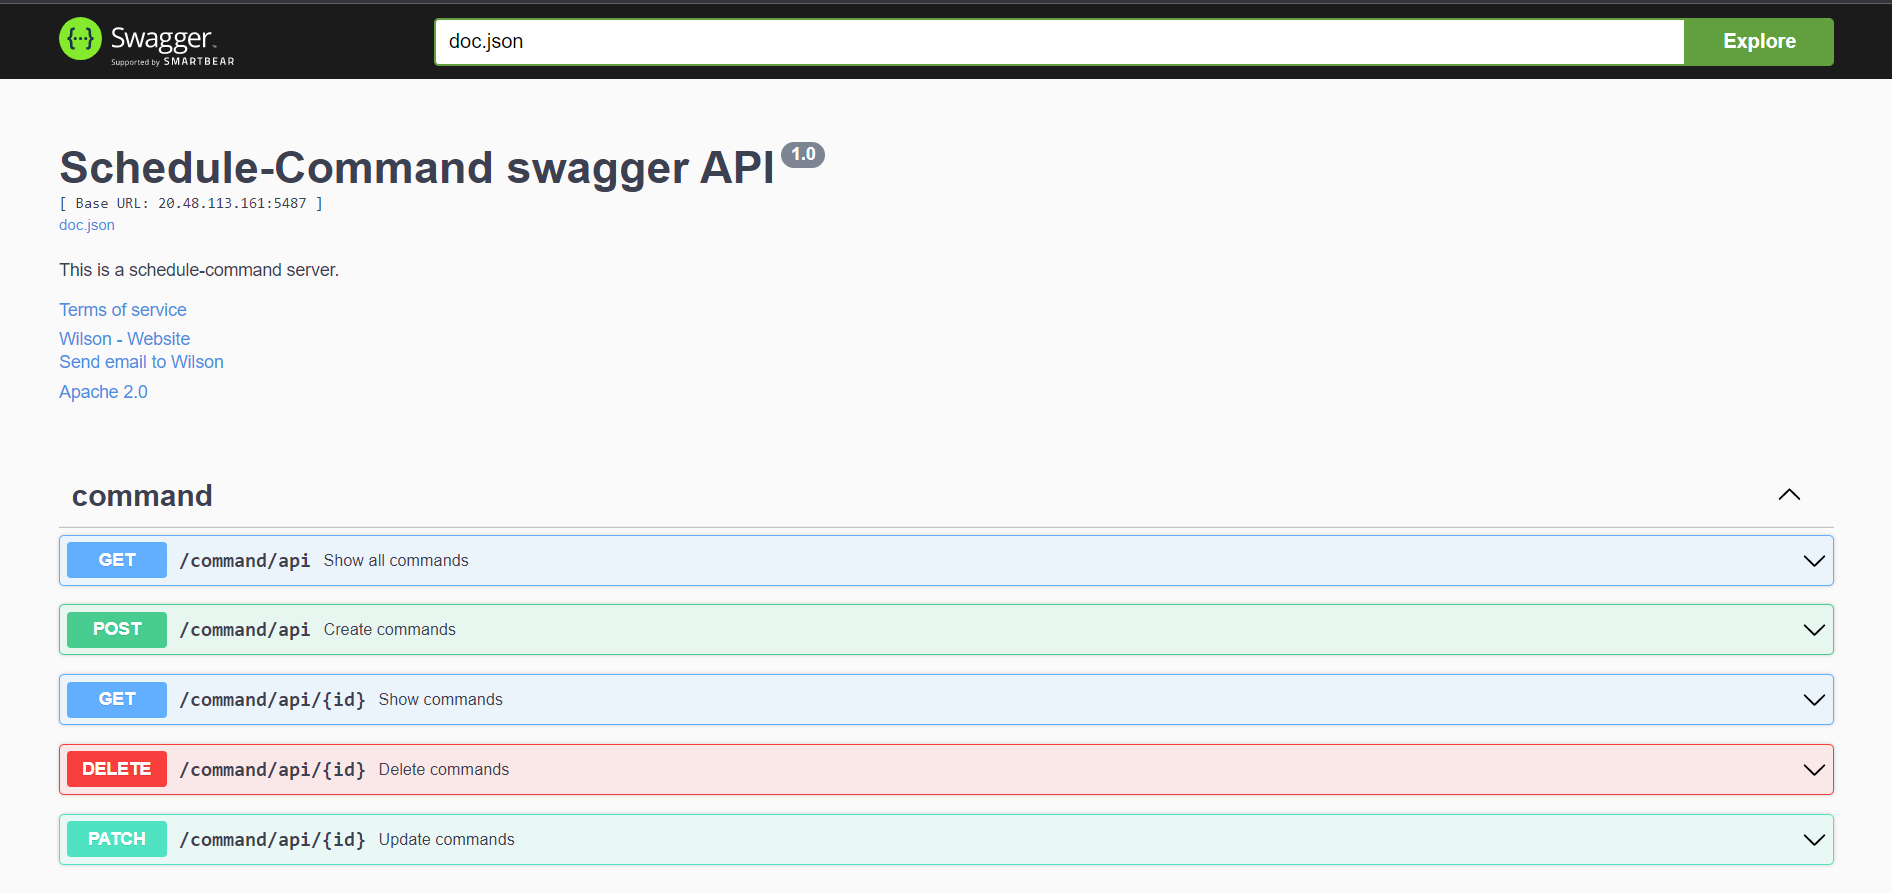 Swagger
Supported by SMARTBEAR
doc.json
Explore
Schedule-Command swagger API 1.0
[ Base URL: 20.48.113.161:5487 ]
doc.json
This is a schedule-command server.
Terms of service
Wilson - Website
Send email to Wilson
Apache 2.0
command
GET /command/api Show all commands
POST /command/api Create commands
GET /command/api/{id} Show commands
DELETE /command/api/{id} Delete commands
PATCH /command/api/{id} Update commands